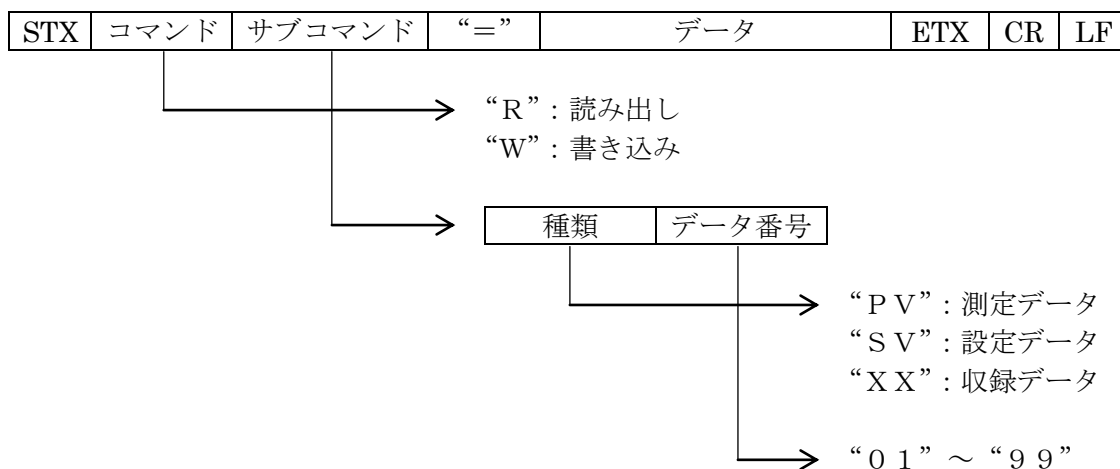 STX コマンド サブコマンド “=” データ ETX CR LF
“R”：読み出し
“W”：書き込み
種類 データ番号
“ＰＶ”：測定データ
“ＳＶ”：設定データ
“ＸＸ”：収録データ
“０１”～“９９”